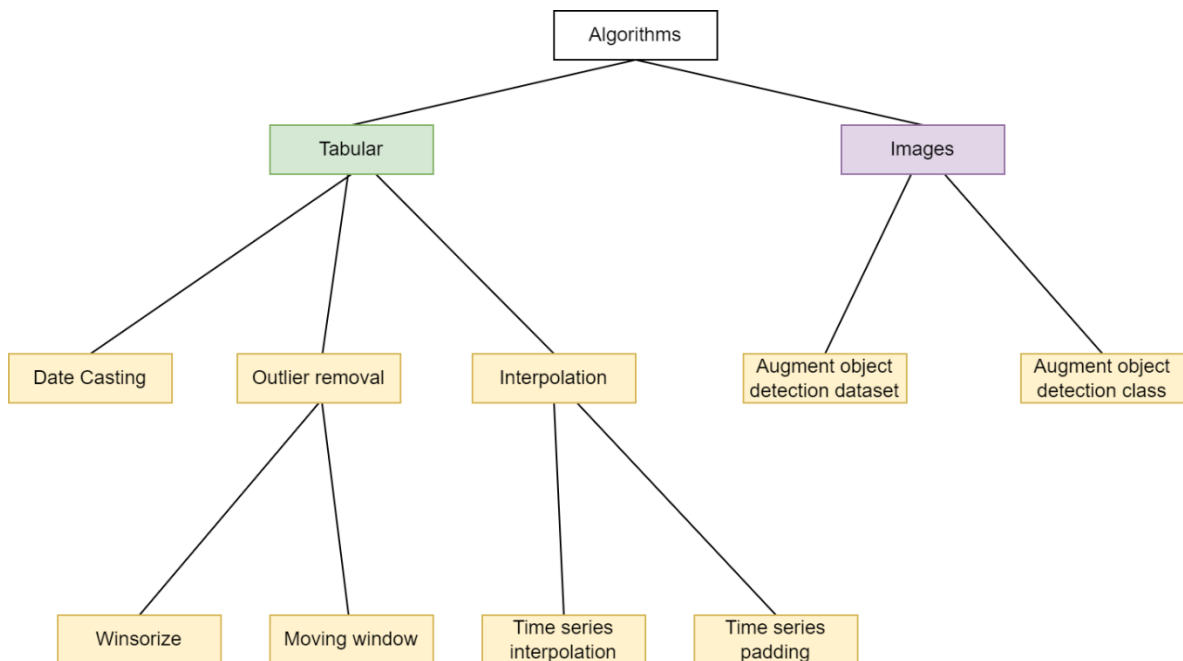 Algorithms
Tabular
Images
Date Casting
Outlier removal
Interpolation
Augment object
detection dataset
Augment object
detection class
Winsorize
Moving window
Time series
interpolation
Time series
padding